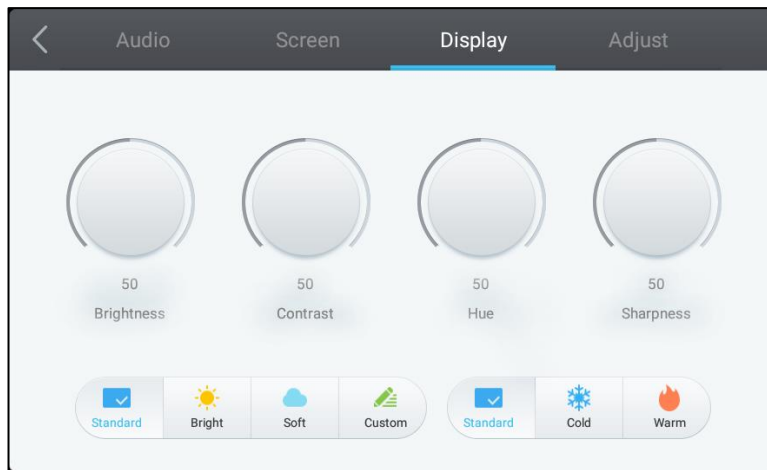 Audio Screen Display Adjust
50 50 50 50
Brightness Contrast Hue Sharpness
Standard Bright Soft Custom Standard Cold Warm